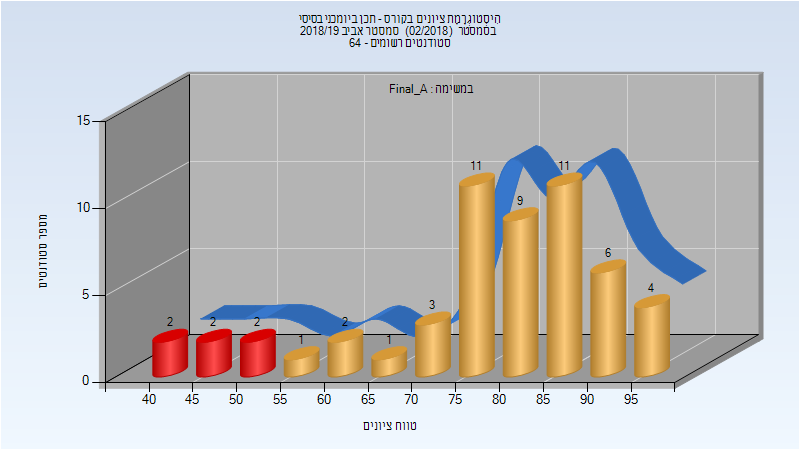 היסטוגרמת ציונים בקורס - תכן ביומכני בסיסי
בסמסטר (02/2018) סמסטר אביב 2018/19
סטודנטים רשומים - 64
במשימה : Final_A
15
10
5
0
מספר סטודנטים
2 2 2 1 2 1 3 11 9 11 6 4
40 45 50 55 60 65 70 75 80 85 90 95
טווח ציונים